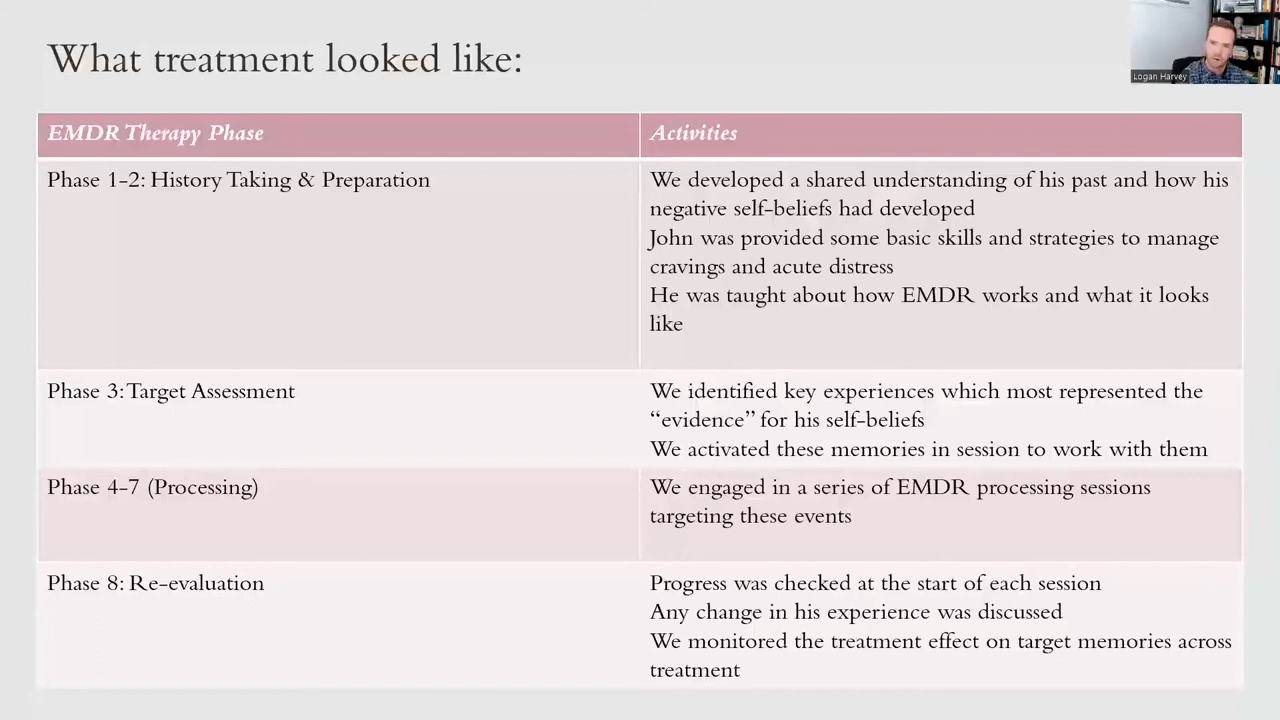 What treatment looked like:
Logan Harvey
EMDR Therapy Phase
Activities
Phase 1-2: History Taking & Preparation
We developed a shared understanding of his past and how his
negative self-beliefs had developed
John was provided some basic skills and strategies to manage
cravings and acute distress
He was taught about how EMDR works and what it looks
like
Phase 3: Target Assessment
We identified key experiences which most represented the
“evidence” for his self-beliefs
We activated these memories in session to work with them
Phase 4-7 (Processing)
We engaged in a series of EMDR processing sessions
targeting these events
Phase 8: Re-evaluation
Progress was checked at the start of each session
Any change in his experience was discussed
We monitored the treatment effect on target memories across
treatment